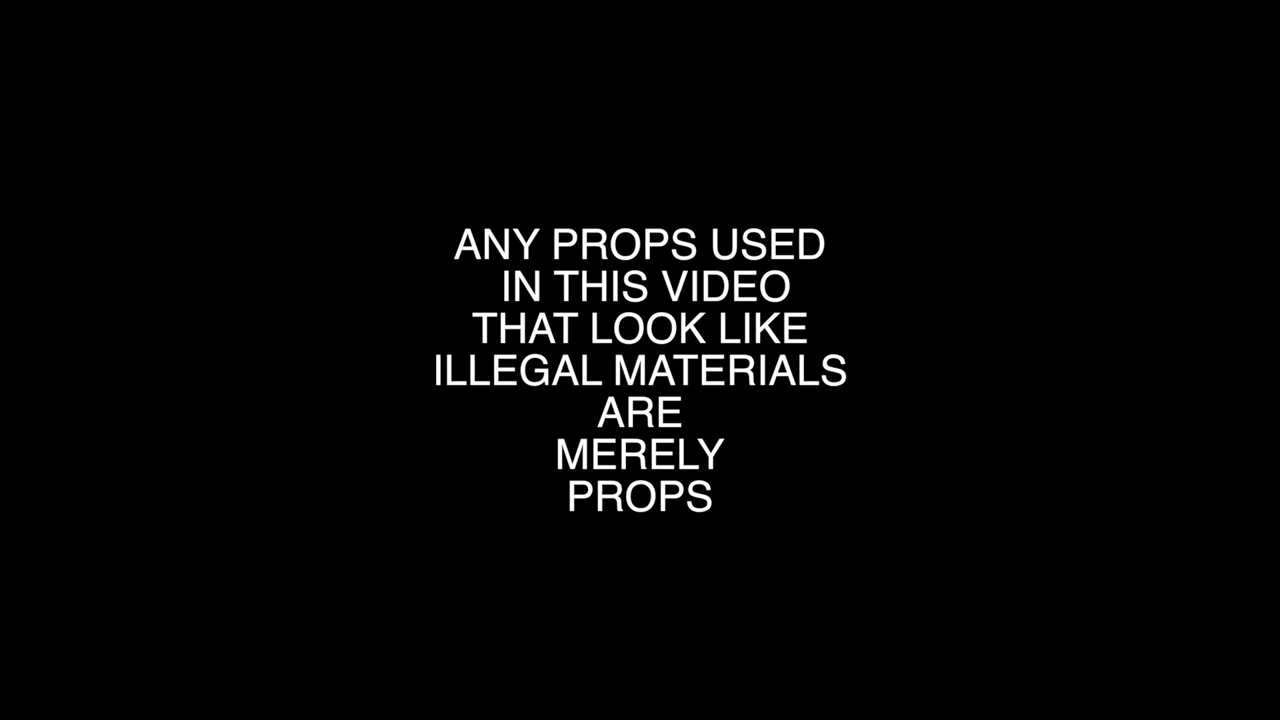 ANY PROPS USED
IN THIS VIDEO
THAT LOOK LIKE
ILLEGAL MATERIALS
ARE
MERELY
PROPS